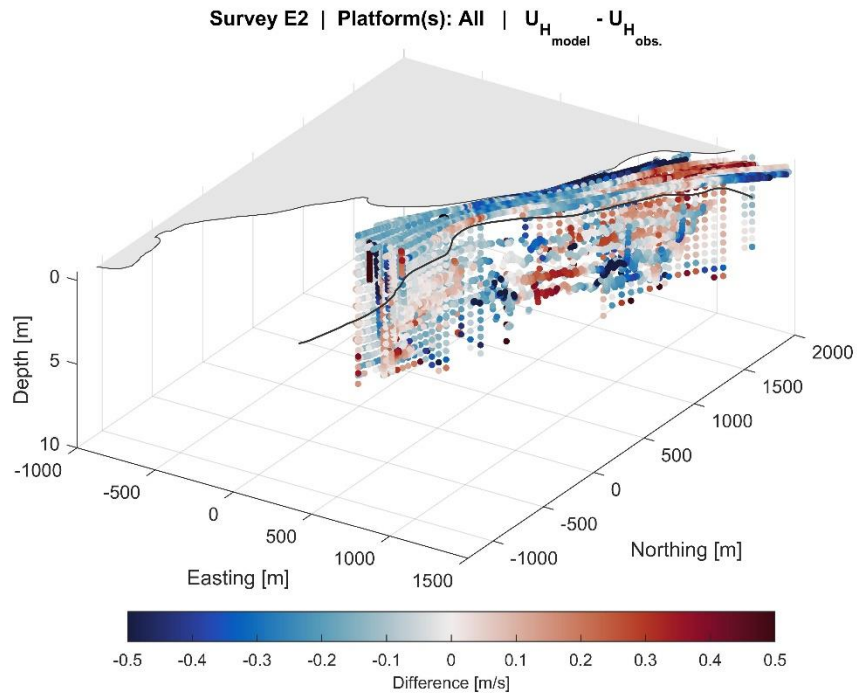 Survey E2 | Platform(s): All | U_H_model - U_H_obs.
0
5
10
Depth [m]
-1000
-500
0
500
1000
1500
Easting [m]
-1000
-500
0
500
1000
1500
2000
Northing [m]
-0.5 -0.4 -0.3 -0.2 -0.1 0 0.1 0.2 0.3 0.4 0.5
Difference [m/s]